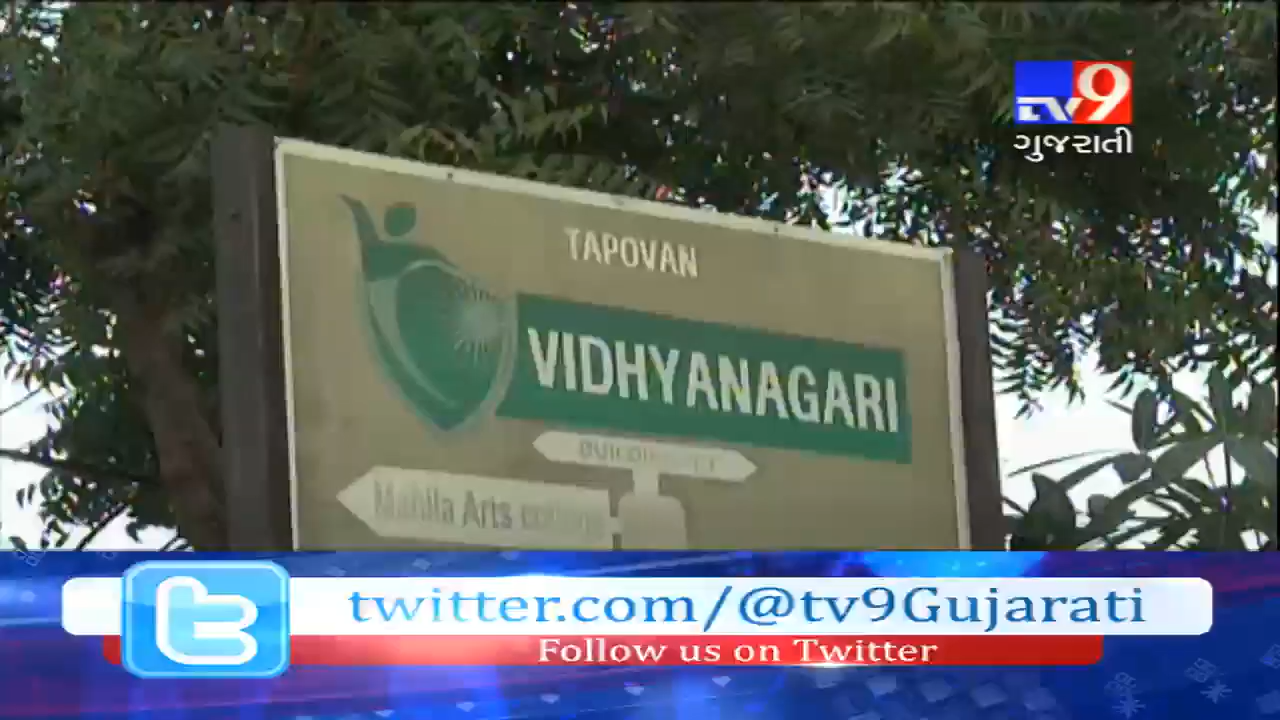 tv9
ગુજરાતી
TAPOVAN
VIDHYANAGARI
Mahila Arts
twitter.com/@tv9Gujarati
Follow us on Twitter